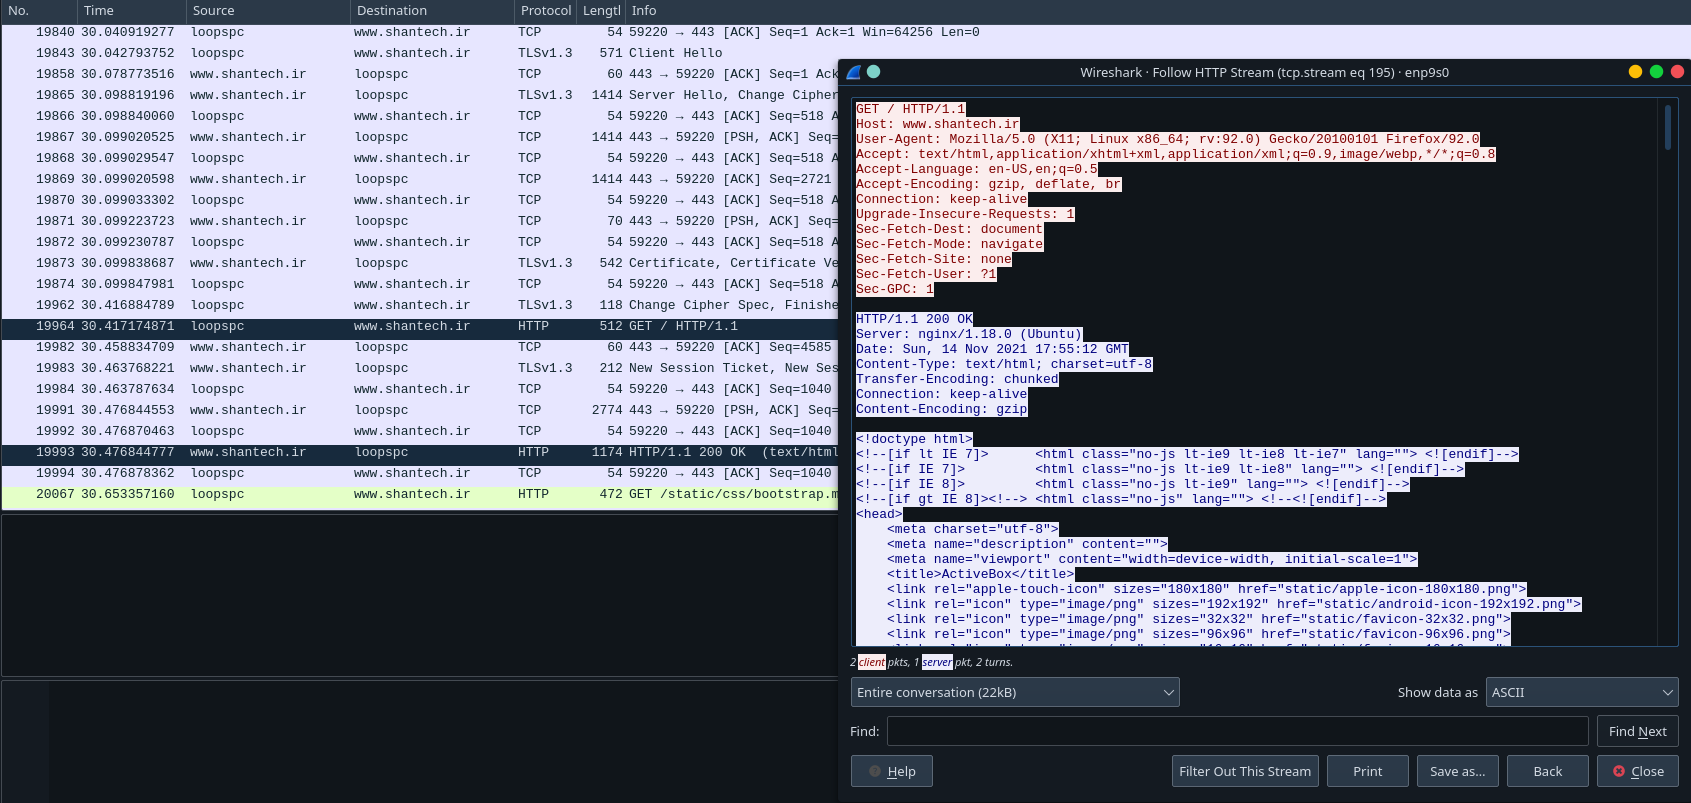 No. Time Source Destination Protocol Lengtl Info
19840 30.040919277 loopspc www.shantech.ir TCP 54 59220 → 443 [ACK] Seq=1 Ack=1 Win=64256 Len=0
19843 30.042793752 loopspc www.shantech.ir TLSv1.3 571 Client Hello
19858 30.078773516 www.shantech.ir loopspc TCP 60 443 → 59220 [ACK] Seq=1 Ack
19865 30.098819196 www.shantech.ir loopspc TLSv1.3 1414 Server Hello, Change Cipher
19866 30.098840060 loopspc www.shantech.ir TCP 54 59220 → 443 [ACK] Seq=518 A
19867 30.099020525 www.shantech.ir loopspc TCP 1414 443 → 59220 [PSH, ACK] Seq=
19868 30.099029547 loopspc www.shantech.ir TCP 54 59220 → 443 [ACK] Seq=518 A
19869 30.099020598 www.shantech.ir loopspc TCP 1414 443 → 59220 [ACK] Seq=2721
19870 30.099033302 loopspc www.shantech.ir TCP 54 59220 → 443 [ACK] Seq=518 A
19871 30.099223723 www.shantech.ir loopspc TCP 70 443 → 59220 [PSH, ACK] Seq=
19872 30.099230787 loopspc www.shantech.ir TCP 54 59220 → 443 [ACK] Seq=518 A
19873 30.099838687 www.shantech.ir loopspc TLSv1.3 542 Certificate, Certificate Ve
19874 30.099847981 loopspc www.shantech.ir TCP 54 59220 → 443 [ACK] Seq=518 A
19962 30.416884789 loopspc www.shantech.ir TLSv1.3 118 Change Cipher Spec, Finishe
19964 30.417174871 loopspc www.shantech.ir HTTP 512 GET / HTTP/1.1
19982 30.458834709 www.shantech.ir loopspc TCP 60 443 → 59220 [ACK] Seq=4585
19983 30.463768221 www.shantech.ir loopspc TLSv1.3 212 New Session Ticket, New Ses
19984 30.463787634 loopspc www.shantech.ir TCP 54 59220 → 443 [ACK] Seq=1040
19991 30.476844553 www.shantech.ir loopspc TCP 2774 443 → 59220 [PSH, ACK] Seq=
19992 30.476870463 loopspc www.shantech.ir TCP 54 59220 → 443 [ACK] Seq=1040
19993 30.476844777 www.shantech.ir loopspc HTTP 1174 HTTP/1.1 200 OK  (text/html
19994 30.476878362 loopspc www.shantech.ir TCP 54 59220 → 443 [ACK] Seq=1040
20067 30.653357160 loopspc www.shantech.ir HTTP 472 GET /static/css/bootstrap.m
Wireshark · Follow HTTP Stream (tcp.stream eq 195) · enp9s0
GET / HTTP/1.1
Host: www.shantech.ir
User-Agent: Mozilla/5.0 (X11; Linux x86_64; rv:92.0) Gecko/20100101 Firefox/92.0
Accept: text/html,application/xhtml+xml,application/xml;q=0.9,image/webp,*/*;q=0.8
Accept-Language: en-US,en;q=0.5
Accept-Encoding: gzip, deflate, br
Connection: keep-alive
Upgrade-Insecure-Requests: 1
Sec-Fetch-Dest: document
Sec-Fetch-Mode: navigate
Sec-Fetch-Site: none
Sec-Fetch-User: ?1
Sec-GPC: 1
HTTP/1.1 200 OK
Server: nginx/1.18.0 (Ubuntu)
Date: Sun, 14 Nov 2021 17:55:12 GMT
Content-Type: text/html; charset=utf-8
Transfer-Encoding: chunked
Connection: keep-alive
Content-Encoding: gzip
<!doctype html>
<!--[if lt IE 7]>      <html class="no-js lt-ie9 lt-ie8 lt-ie7" lang=""> <![endif]-->
<!--[if IE 7]>         <html class="no-js lt-ie9 lt-ie8" lang=""> <![endif]-->
<!--[if IE 8]>         <html class="no-js lt-ie9" lang=""> <![endif]-->
<!--[if gt IE 8]><!--> <html class="no-js" lang=""> <!--<![endif]-->
<head>
    <meta charset="utf-8">
    <meta name="description" content="">
    <meta name="viewport" content="width=device-width, initial-scale=1">
    <title>ActiveBox</title>
    <link rel="apple-touch-icon" sizes="180x180" href="static/apple-icon-180x180.png">
    <link rel="icon" type="image/png" sizes="192x192" href="static/android-icon-192x192.png">
    <link rel="icon" type="image/png" sizes="32x32" href="static/favicon-32x32.png">
    <link rel="icon" type="image/png" sizes="96x96" href="static/favicon-96x96.png">
2 client pkts, 1 server pkt, 2 turns.
Entire conversation (22kB) Show data as ASCII
Find: Find Next
Help Filter Out This Stream Print Save as… Back Close